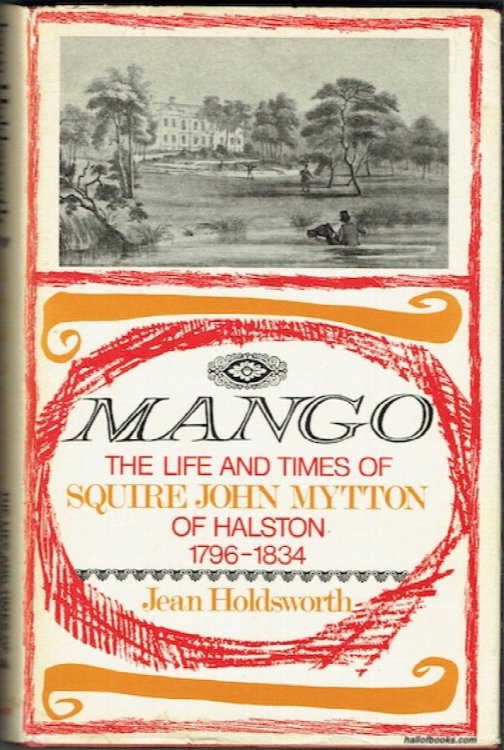 MANGO
THE LIFE AND TIMES OF
SQUIRE JOHN MYTTON
OF HALSTON
1796-1834
Jean Holdsworth
hallofbooks.com